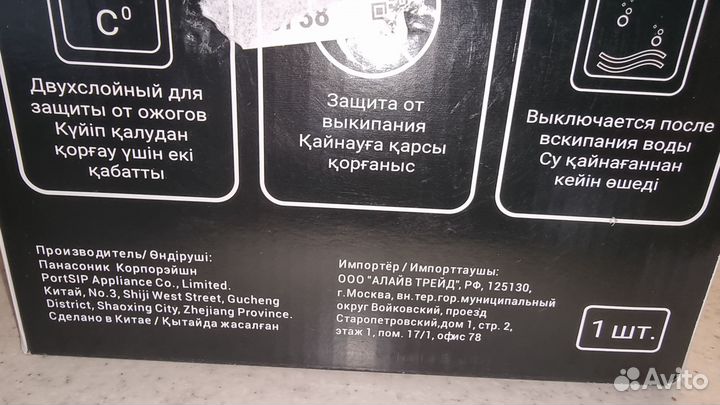 C⁰
Двухслойный для
защиты от ожогов
Күйіп қалудан
қорғау үшін екі
қабатты
Защита от
выкипания
Қайнауға қарсы
қорғаныс
Выключается после
вскипания воды
Су қайнағаннан
кейін өшеді
Производитель/ Өндіруші:
Панасоник Корпорэйшн
PortSIP Appliance Co., Limited.
Китай, No.3, Shiji West Street, Gucheng
District, Shaoxing City, Zhejiang Province.
Сделано в Китае / Қытайда жасалған
Импортёр / Импорттаушы:
ООО "АЛАЙВ ТРЕЙД", РФ, 125130,
г.Москва, вн.тер.гор.муниципальный
округ Войковский, проезд
Старопетровский,дом 1, стр. 2,
этаж 1, пом. 17/1, офис 78
1 шт.
Avito